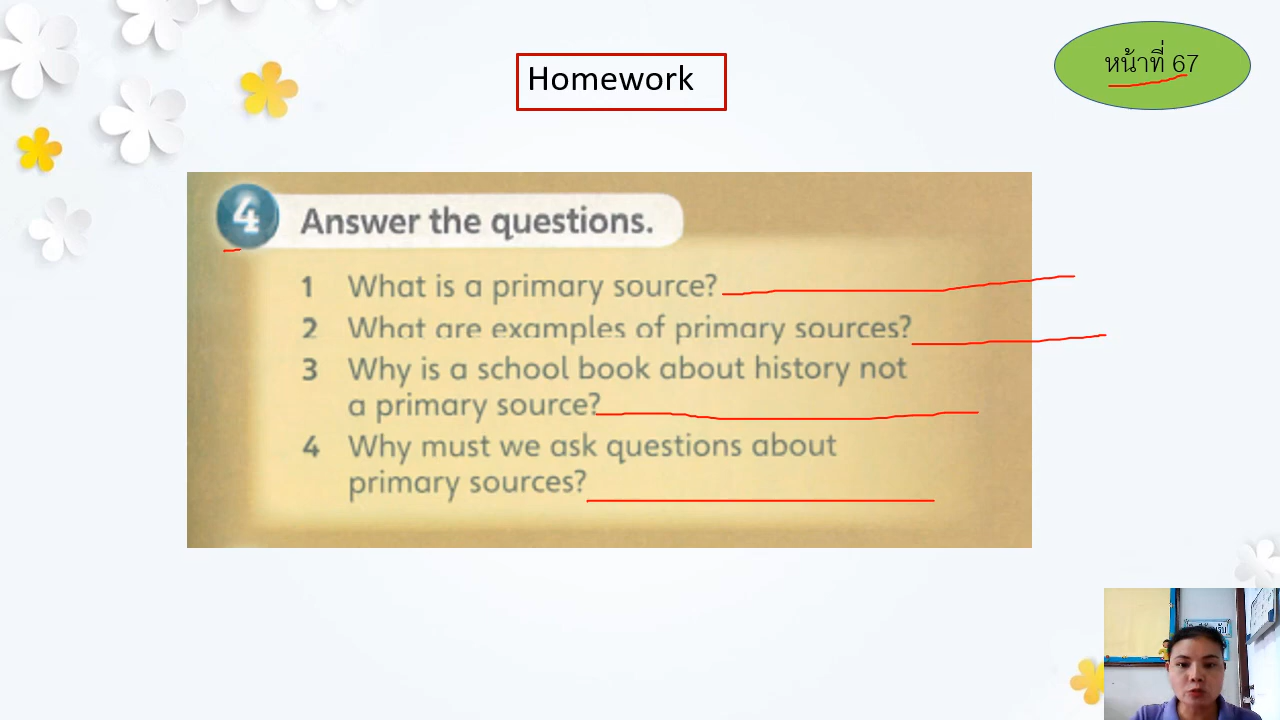 Homework
หน้าที่ 67
4 Answer the questions.
1 What is a primary source?
2 What are examples of primary sources?
3 Why is a school book about history not
a primary source?
4 Why must we ask questions about
primary sources?